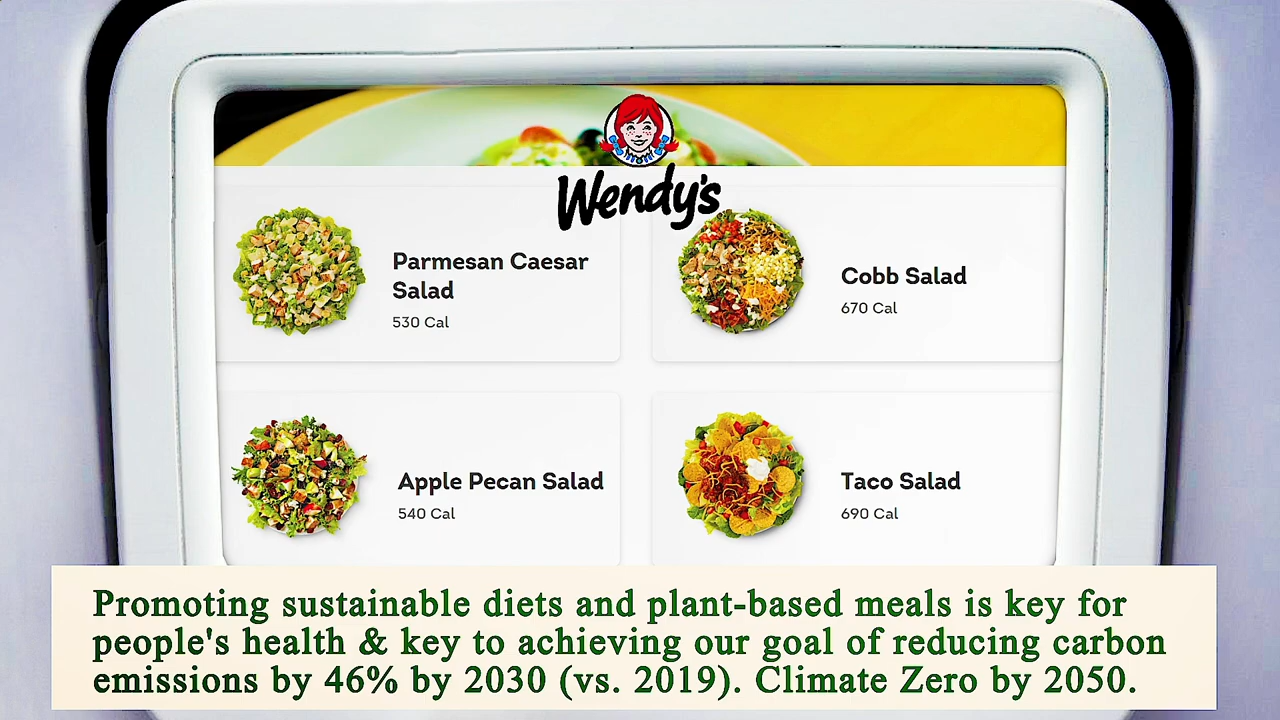 Wendy's
Parmesan Caesar
Salad
530 Cal
Cobb Salad
670 Cal
Apple Pecan Salad
540 Cal
Taco Salad
690 Cal
Promoting sustainable diets and plant-based meals is key for
people's health & key to achieving our goal of reducing carbon
emissions by 46% by 2030 (vs. 2019). Climate Zero by 2050.